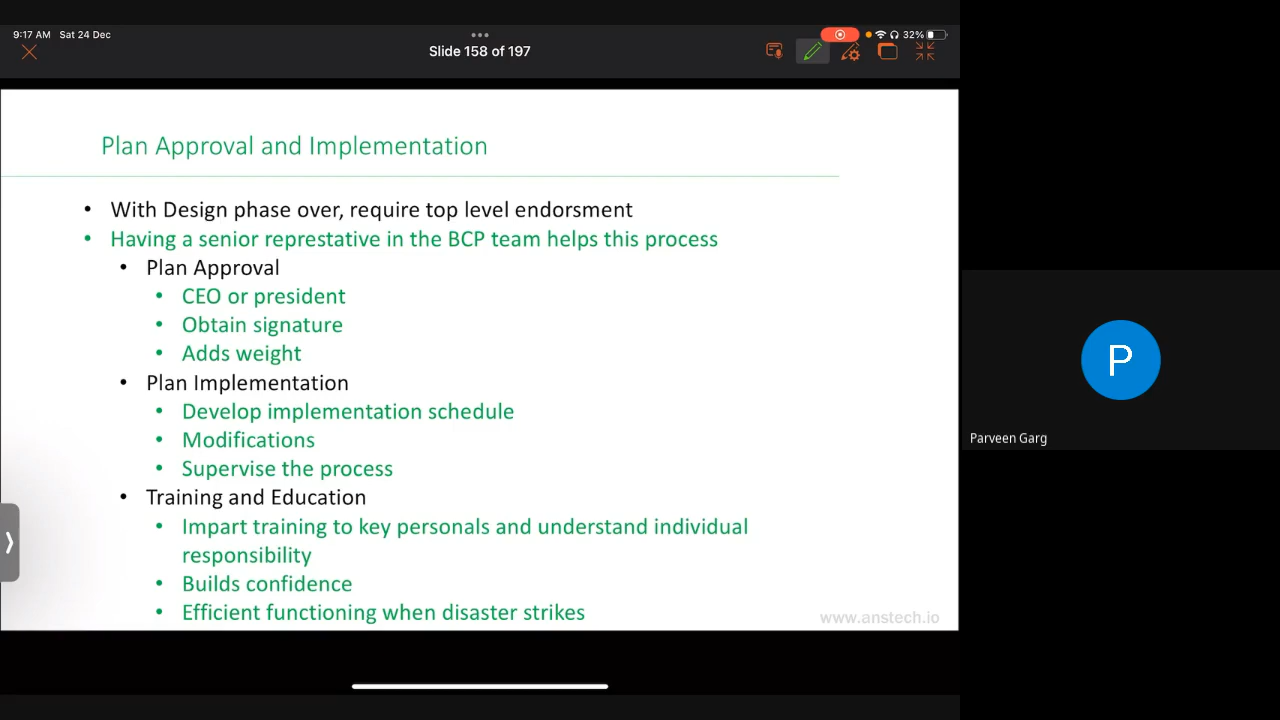 9:17 AM Sat 24 Dec
32%
Slide 158 of 197
Plan Approval and Implementation
• With Design phase over, require top level endorsment
• Having a senior represtative in the BCP team helps this process
• Plan Approval
• CEO or president
• Obtain signature
• Adds weight
• Plan Implementation
• Develop implementation schedule
• Modifications
• Supervise the process
• Training and Education
• Impart training to key personals and understand individual
responsibility
• Builds confidence
• Efficient functioning when disaster strikes
www.anstech.io
P
Parveen Garg